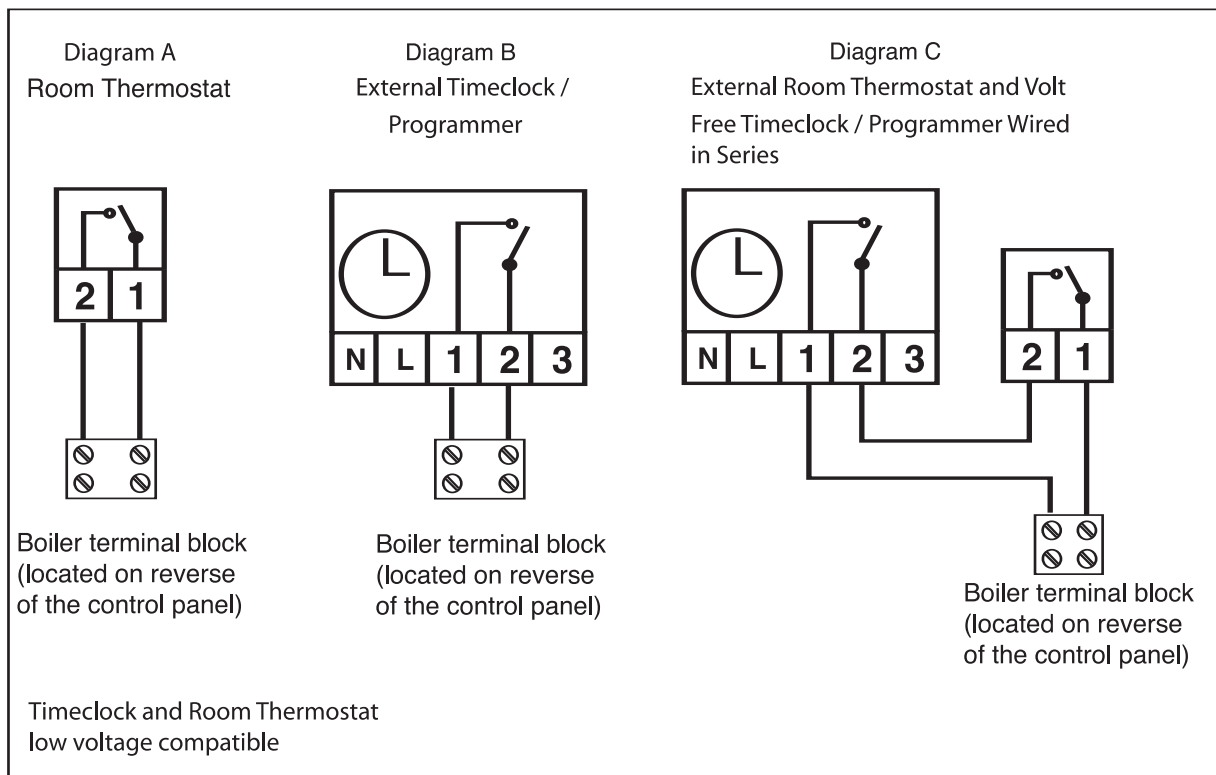 Diagram A
Room Thermostat
2 1
Boiler terminal block
(located on reverse
of the control panel)
Diagram B
External Timeclock /
Programmer
N L 1 2 3
Boiler terminal block
(located on reverse
of the control panel)
Diagram C
External Room Thermostat and Volt
Free Timeclock / Programmer Wired
in Series
N L 1 2 3
2 1
Boiler terminal block
(located on reverse
of the control panel)
Timeclock and Room Thermostat
low voltage compatible